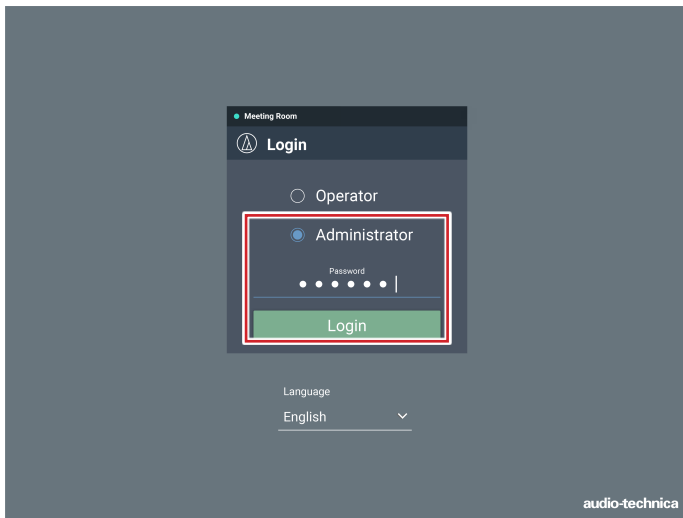 Meeting Room
Login
Operator
Administrator
Password
Login
Language
English
audio-technica